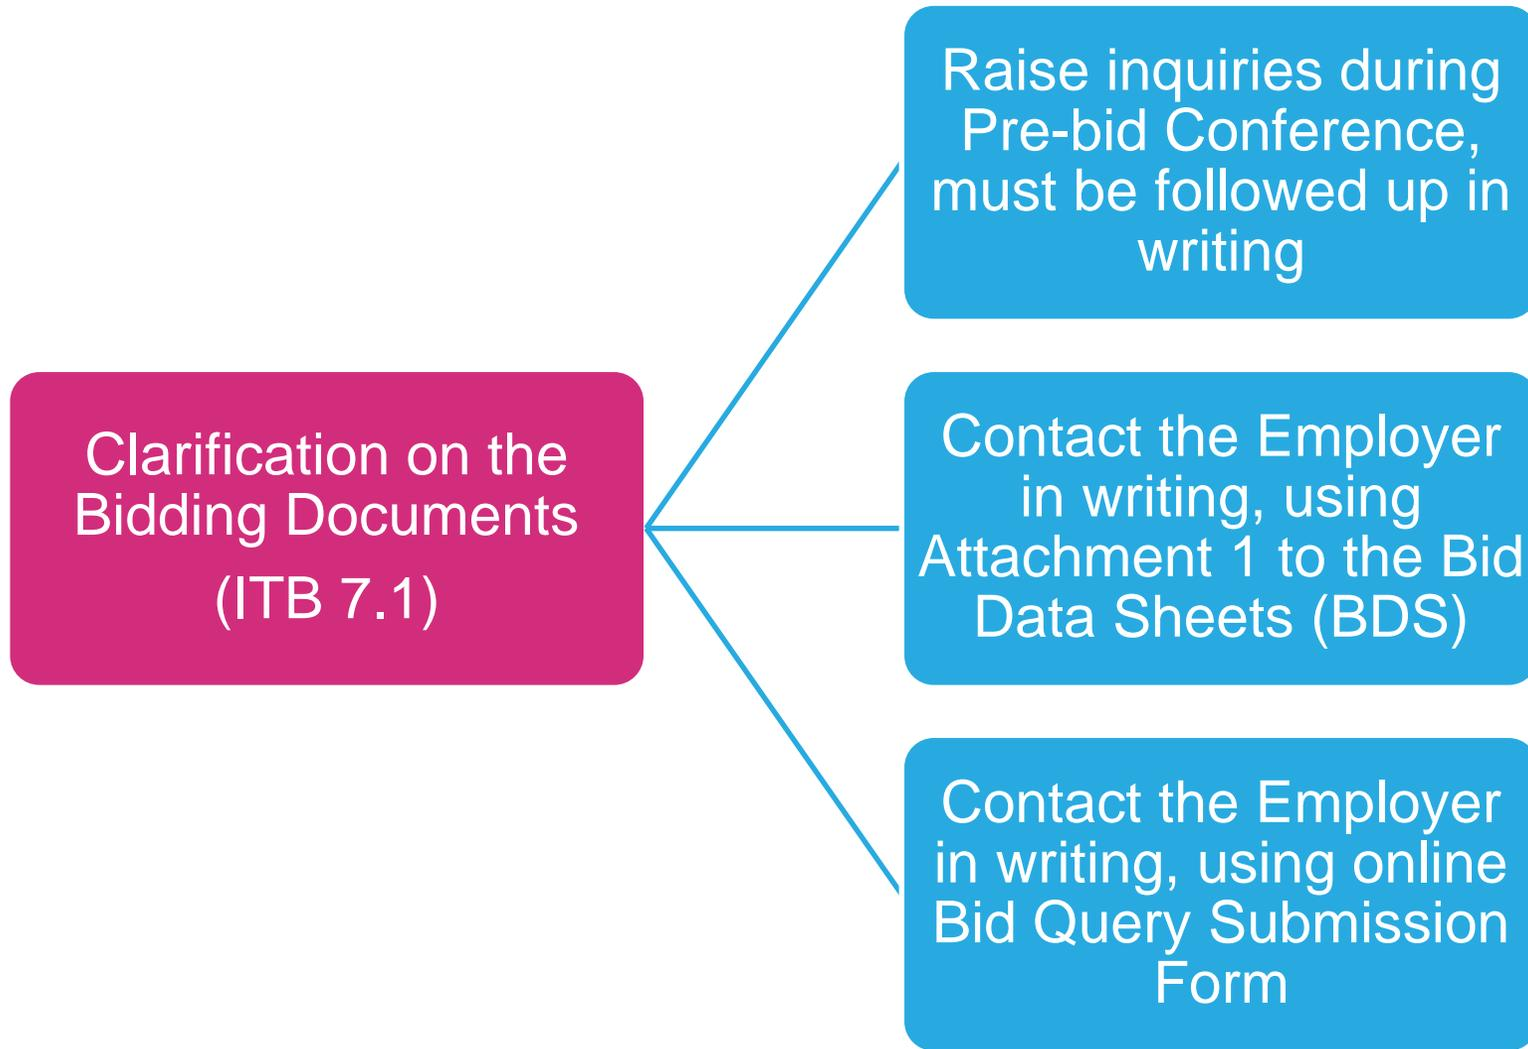 Clarification on the
Bidding Documents
(ITB 7.1)
Raise inquiries during
Pre-bid Conference,
must be followed up in
writing
Contact the Employer
in writing, using
Attachment 1 to the Bid
Data Sheets (BDS)
Contact the Employer
in writing, using online
Bid Query Submission
Form